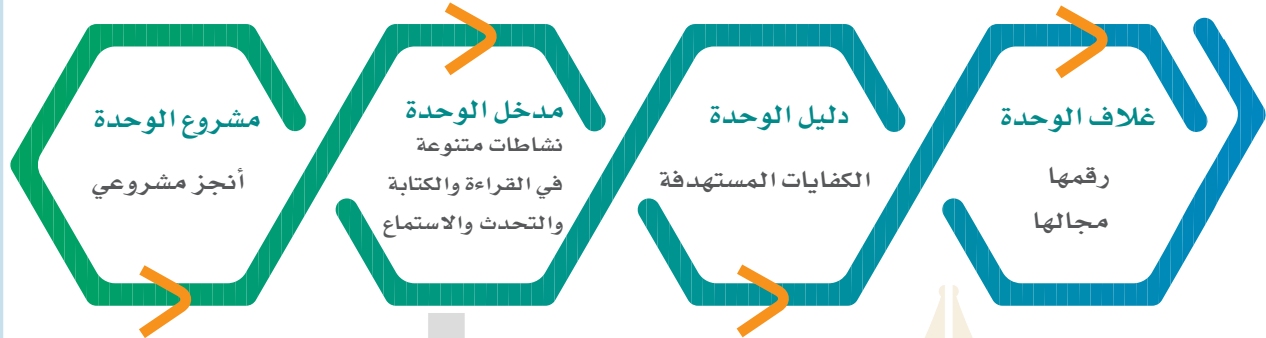 غلاف الوحدة
رقمها
مجالها
دليل الوحدة
الكفايات المستهدفة
مدخل الوحدة
نشاطات متنوعة
في القراءة والكتابة
والتحدث والاستماع
مشروع الوحدة
أنجز مشروعي